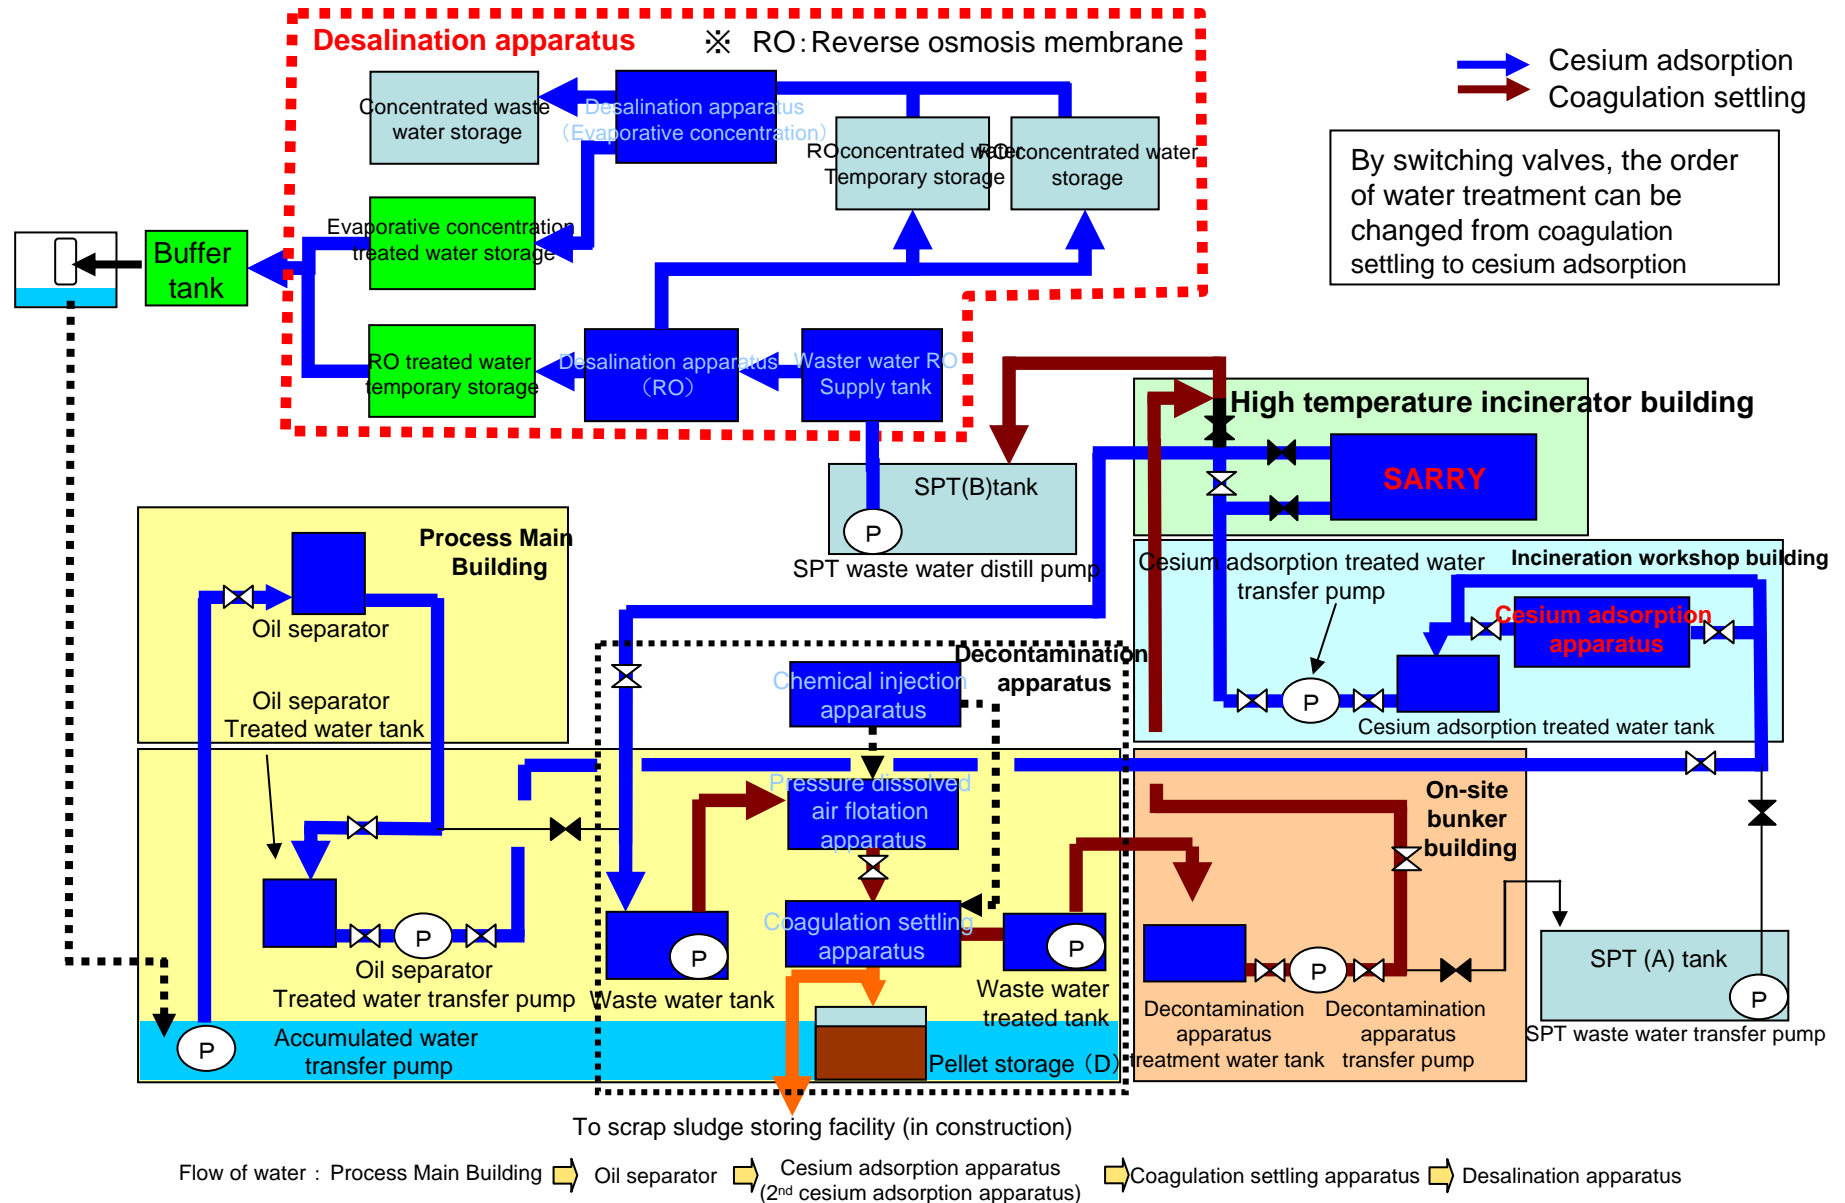 Desalination apparatus
※ RO:Reverse osmosis membrane
Concentrated waste
water storage
Desalination apparatus
（Evaporative concentration）
ROconcentrated water
Temporary storage
RO concentrated water
storage
Cesium adsorption
Coagulation settling
By switching valves, the order
of water treatment can be
changed from coagulation
settling to cesium adsorption
Evaporative concentration
treated water storage
Buffer
tank
RO treated water
temporary storage
Desalination apparatus
（RO）
Waster water RO
Supply tank
High temperature incinerator building
SARRY
SPT(B)tank
P
SPT waste water distill pump
Process Main
Building
Oil separator
Oil separator
Treated water tank
Cesium adsorption treated water
transfer pump
Incineration workshop building
Cesium adsorption
apparatus
P
Cesium adsorption treated water tank
Decontamination
apparatus
Chemical injection
apparatus
Pressure dissolved
air flotation
apparatus
Coagulation settling
apparatus
On-site
bunker
building
P
Oil separator
Treated water transfer pump
P
Waste water tank
P
Waste water
treated tank
P
Decontamination
apparatus
treatment water tank
Decontamination
apparatus
transfer pump
SPT (A) tank
P
SPT waste water transfer pump
P
Accumulated water
transfer pump
Pellet storage（D）
To scrap sludge storing facility (in construction)
Flow of water : Process Main Building
Oil separator
Cesium adsorption apparatus
(2nd cesium adsorption apparatus)
Coagulation settling apparatus
Desalination apparatus